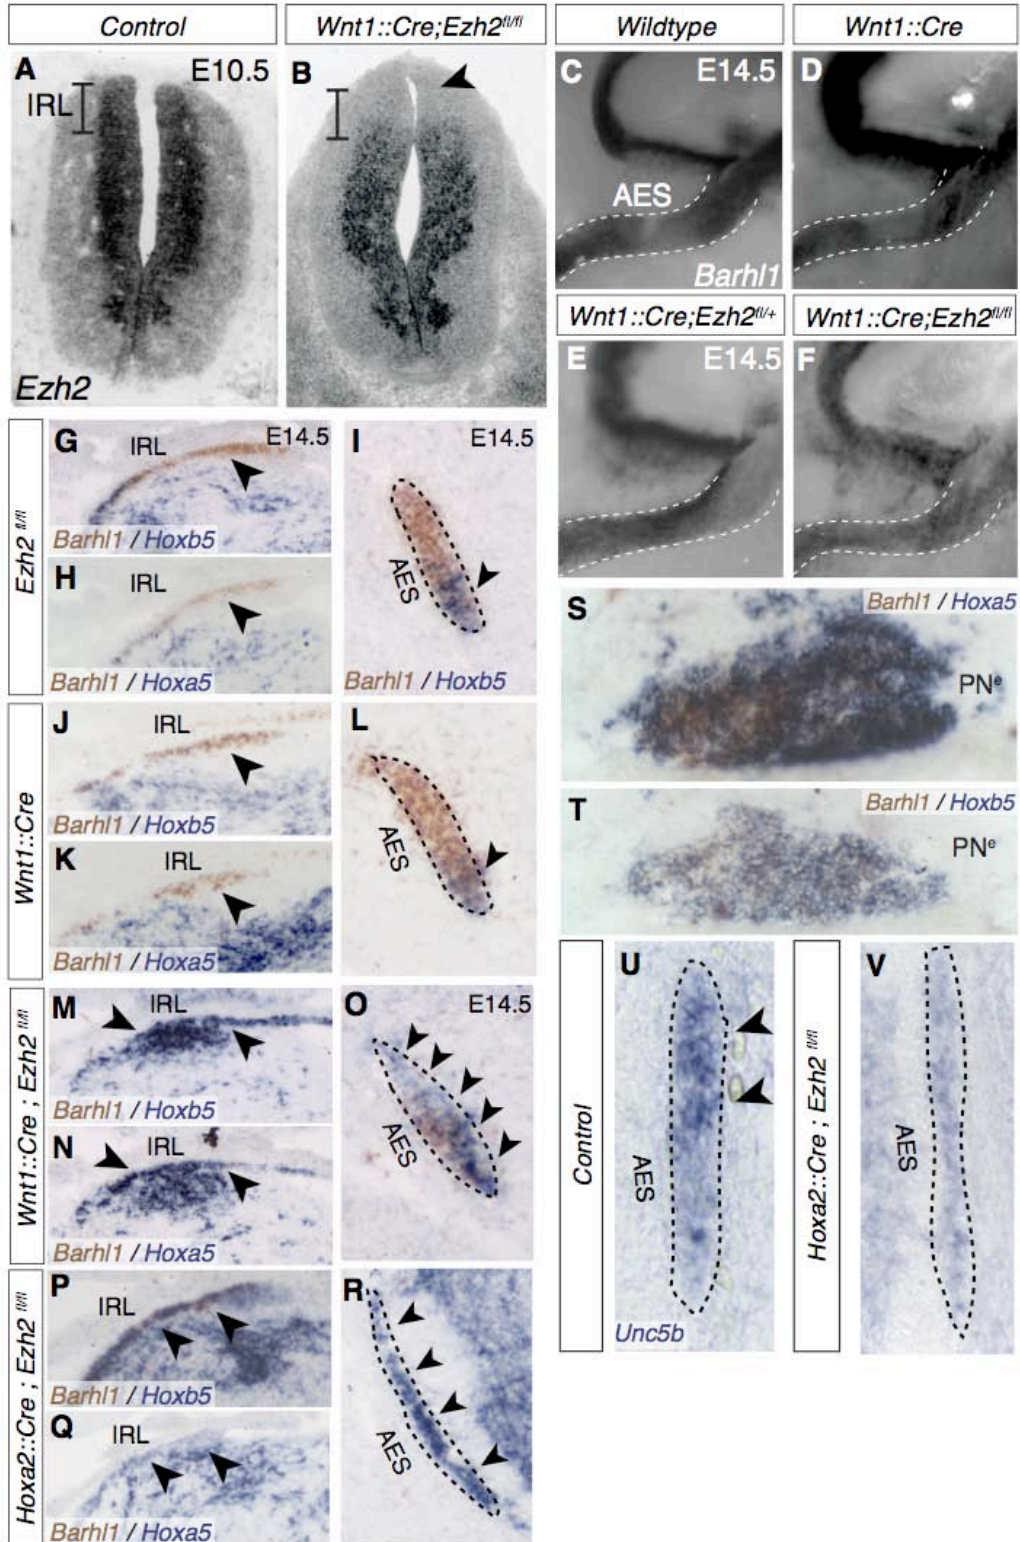 Control
Wnt1::Cre;Ezh2fl/fl
Wildtype
Wnt1::Cre
A
E10.5
IRL
Ezh2
B
C
E14.5
AES
Barhl1
D
Wnt1::Cre;Ezh2fl/+
Wnt1::Cre;Ezh2fl/fl
E
E14.5
F
Ezh2 fl/fl
G
IRL
E14.5
Barhl1 / Hoxb5
H
IRL
Barhl1 / Hoxa5
I
E14.5
AES
Barhl1 / Hoxb5
Wnt1::Cre
J
IRL
Barhl1 / Hoxb5
K
IRL
Barhl1 / Hoxa5
L
AES
Wnt1::Cre ; Ezh2 fl/fl
M
IRL
Barhl1 / Hoxb5
N
IRL
Barhl1 / Hoxa5
O
E14.5
AES
Hoxa2::Cre ; Ezh2 fl/fl
P
IRL
Barhl1 / Hoxb5
Q
IRL
Barhl1 / Hoxa5
R
AES
S
Barhl1 / Hoxa5
PNe
T
Barhl1 / Hoxb5
PNe
Control
U
AES
Unc5b
Hoxa2::Cre ; Ezh2 fl/fl
V
AES